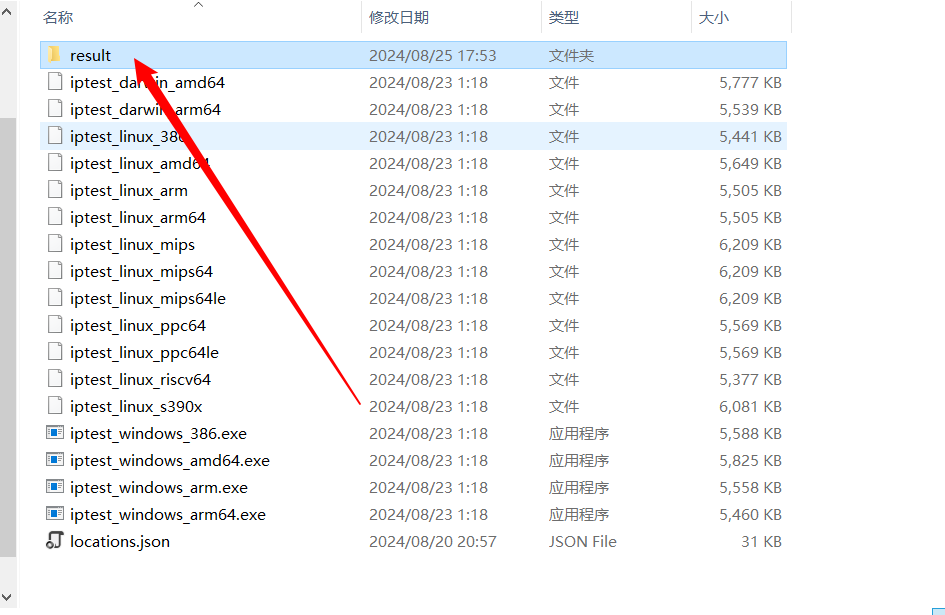 名称 修改日期 类型 大小
result 2024/08/25 17:53 文件夹
iptest_darwin_amd64 2024/08/23 1:18 文件 5,777 KB
iptest_darwin_arm64 2024/08/23 1:18 文件 5,539 KB
iptest_linux_386 2024/08/23 1:18 文件 5,441 KB
iptest_linux_amd64 2024/08/23 1:18 文件 5,649 KB
iptest_linux_arm 2024/08/23 1:18 文件 5,505 KB
iptest_linux_arm64 2024/08/23 1:18 文件 5,505 KB
iptest_linux_mips 2024/08/23 1:18 文件 6,209 KB
iptest_linux_mips64 2024/08/23 1:18 文件 6,209 KB
iptest_linux_mips64le 2024/08/23 1:18 文件 6,209 KB
iptest_linux_ppc64 2024/08/23 1:18 文件 5,569 KB
iptest_linux_ppc64le 2024/08/23 1:18 文件 5,569 KB
iptest_linux_riscv64 2024/08/23 1:18 文件 5,377 KB
iptest_linux_s390x 2024/08/23 1:18 文件 6,081 KB
iptest_windows_386.exe 2024/08/23 1:18 应用程序 5,588 KB
iptest_windows_amd64.exe 2024/08/23 1:18 应用程序 5,825 KB
iptest_windows_arm.exe 2024/08/23 1:18 应用程序 5,558 KB
iptest_windows_arm64.exe 2024/08/23 1:18 应用程序 5,460 KB
locations.json 2024/08/20 20:57 JSON File 31 KB